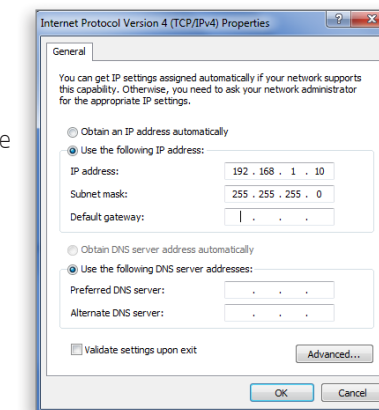 Internet Protocol Version 4 (TCP/IPv4) Properties
General
You can get IP settings assigned automatically if your network supports
this capability. Otherwise, you need to ask your network administrator
for the appropriate IP settings.
Obtain an IP address automatically
e
Use the following IP address:
IP address: 192 . 168 . 1 . 10
Subnet mask: 255 . 255 . 255 . 0
Default gateway: . . .
Obtain DNS server address automatically
Use the following DNS server addresses:
Preferred DNS server: . . .
Alternate DNS server: . . .
Validate settings upon exit
Advanced...
OK Cancel